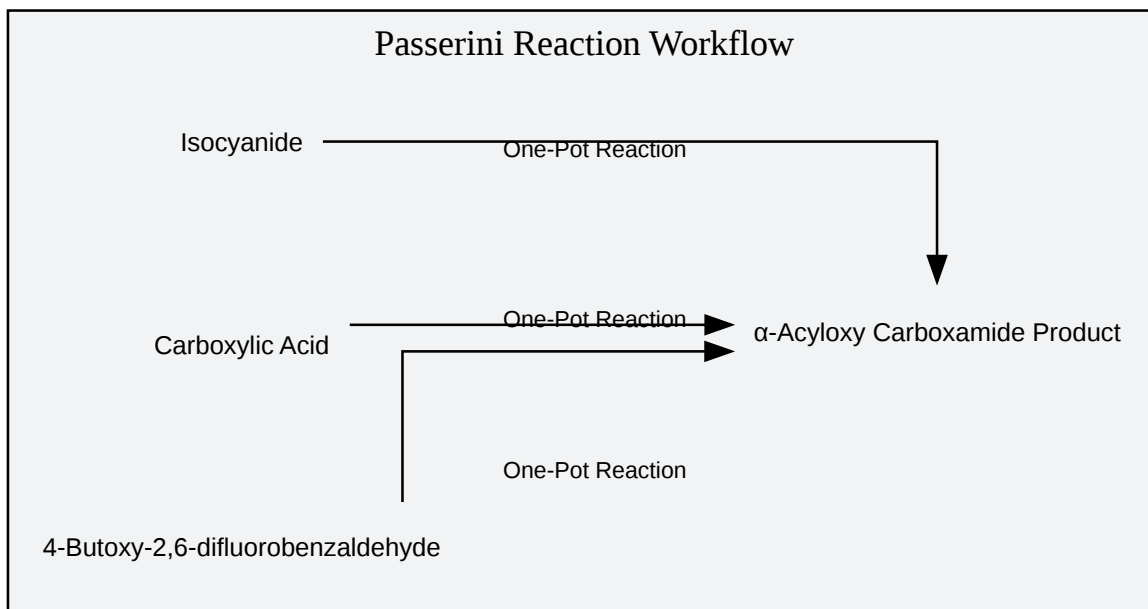 Passerini Reaction Workflow
Isocyanide
One-Pot Reaction
One-Pot Reaction
Carboxylic Acid
α-Acyloxy Carboxamide Product
One-Pot Reaction
4-Butoxy-2,6-difluorobenzaldehyde